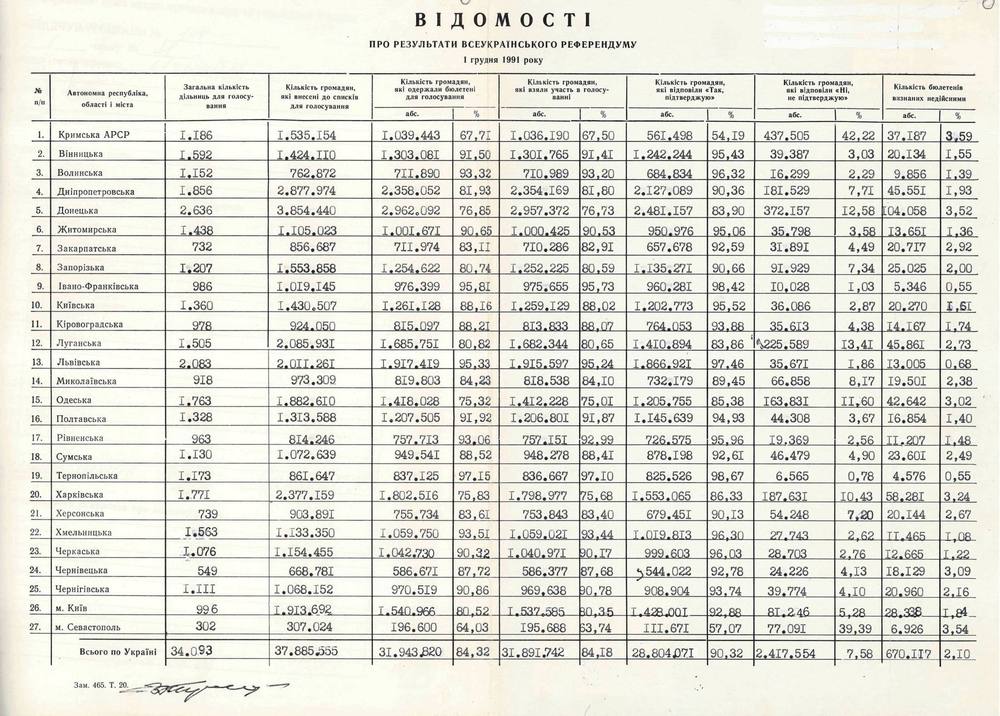 ВІДОМОСТІ
ПРО РЕЗУЛЬТАТИ ВСЕУКРАЇНСЬКОГО РЕФЕРЕНДУМУ
1 грудня 1991 року
№ п/п | Автономна республіка, області і міста | Загальна кількість дільниць для голосування | Кількість громадян, які внесені до списків для голосування | Кількість громадян, які одержали бюлетені для голосування | Кількість громадян, які взяли участь в голосуванні | Кількість громадян, які відповіли «Так, підтверджую» | Кількість громадян, які відповіли «НІ, не підтверджую» | Кількість бюлетенів визнаних недійсними
абс. % абс. % абс. % абс. % абс. %
1. Кримська АРСР 1.186 1.535.154 1.039.443 67,71 1.036.190 67,50 561.498 54,19 437.505 42,22 37.187 3,59
2. Вінницька 1.592 1.424.110 1.303.081 91,50 1.301.765 91,41 1.242.244 95,43 39.387 3,03 20.134 1,55
3. Волинська 1.152 762.872 711.890 93,32 710.989 93,20 684.834 96,32 16.299 2,29 9.856 1,39
4. Дніпропетровська 1.856 2.877.974 2.358.052 81,93 2.354.169 81,80 2.127.089 90,36 181.529 7,71 45.551 1,93
5. Донецька 2.636 3.854.440 2.962.092 76,85 2.957.372 76,73 2.481.157 83,90 372.157 12,58 104.058 3,52
6. Житомирська 1.438 1.105.023 1.001.671 90,65 1.000.425 90,53 950.976 95,06 35.798 3,58 13.651 1,36
7. Закарпатська 732 856.687 711.974 83,11 710.286 82,91 657.678 92,59 31.891 4,49 20.717 2,92
8. Запорізька 1.207 1.553.858 1.254.622 80,74 1.252.225 80,59 1.135.271 90,66 91.929 7,34 25.025 2,00
9. Івано-Франківська 986 1.019.145 976.399 95,81 975.655 95,73 960.281 98,42 10.028 1,03 5.346 0,55
10. Київська 1.360 1.430.507 1.261.128 88,16 1.259.129 88,02 1.202.773 95,52 36.086 2,87 20.270 1,61
11. Кіровоградська 978 924.050 815.097 88,21 813.833 88,07 764.053 93,88 35.613 4,38 14.167 1,74
12. Луганська 1.505 2.085.931 1.685.751 80,82 1.682.344 80,65 1.410.894 83,86 225.589 13,41 45.861 2,73
13. Львівська 2.083 2.011.261 1.917.419 95,33 1.915.597 95,24 1.866.921 97,46 35.671 1,86 13.005 0,68
14. Миколаївська 918 973.309 819.803 84,23 818.538 84,10 732.179 89,45 66.858 8,17 19.501 2,38
15. Одеська 1.763 1.882.610 1.418.028 75,32 1.412.228 75,01 1.205.755 85,38 163.831 11,60 42.642 3,02
16. Полтавська 1.328 1.313.588 1.207.505 91,92 1.206.801 91,87 1.145.639 94,93 44.308 3,67 16.854 1,40
17. Рівненська 963 814.246 757.713 93,06 757.151 92,99 726.575 95,96 19,369 2,56 11.207 1,48
18. Сумська 1.130 1.072.639 949.541 88,52 948.278 88,41 878.198 92,61 46.479 4,90 23.601 2,49
19. Тернопільська 1.173 861.647 837.125 97.15 836.667 97.10 825.526 98,67 6.565 0,78 4.576 0,55
20. Харківська 1.771 2.377.159 1.802.516 75,83 1.798.977 75,68 1.553.065 86,33 187.631 10,43 58.281 3,24
21. Херсонська 739 903.891 755.734 83,61 753.843 83,40 679.451 90,13 54.248 7,20 20.144 2,67
22. Хмельницька 1.563 1.133.350 1.059.750 93,51 1.059.021 93,44 1.019.813 96,30 27.743 2,62 11.465 1,08
23. Черкаська 1.076 1.154.455 1.042.730 90,32 1.040.971 90,17 999.603 96,03 28.703 2,76 12.665 1,22
24. Чернівецька 549 668.781 586.671 87,72 586.377 87,68 544.022 92,78 24.226 4,13 18.129 3,09
25. Чернігівська 1.111 1.068.152 970.519 90,86 969.638 90,78 908.904 93,74 39.774 4,10 20.960 2,16
26. м. Київ 996 1.913.692 1.540.966 80,52 1.537.585 80,35 1.428.001 92,88 81.246 5,28 28.338 1,84
27. м. Севастополь 302 307.024 196.600 64,03 195.688 63,74 111.671 57,07 77.091 39,39 6.926 3,54
Всього по Україні 34.093 37.885.555 31.943.820 84,32 31.891.742 84,18 28.804.071 90,32 2.417.554 7,58 670.117 2,10
Зам. 465. Т. 20.